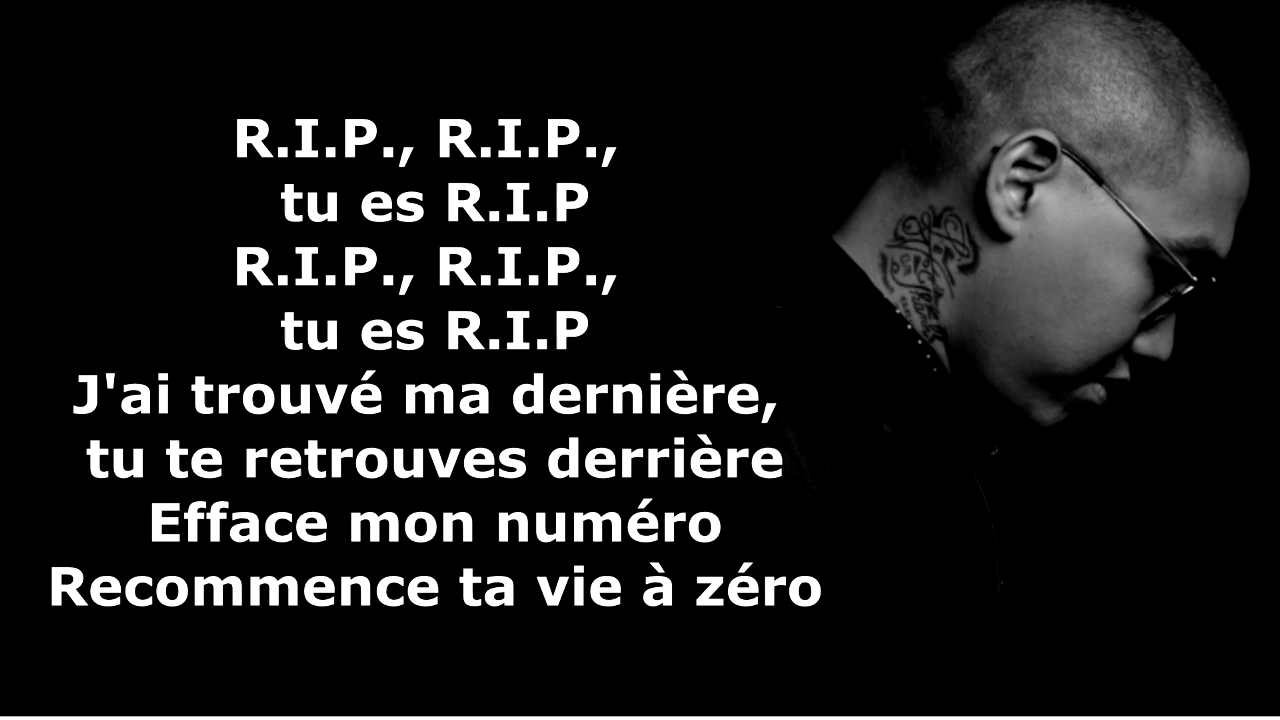 R.I.P., R.I.P.,
tu es R.I.P
R.I.P., R.I.P.,
tu es R.I.P
J'ai trouvé ma dernière,
tu te retrouves derrière
Efface mon numéro
Recommence ta vie à zéro